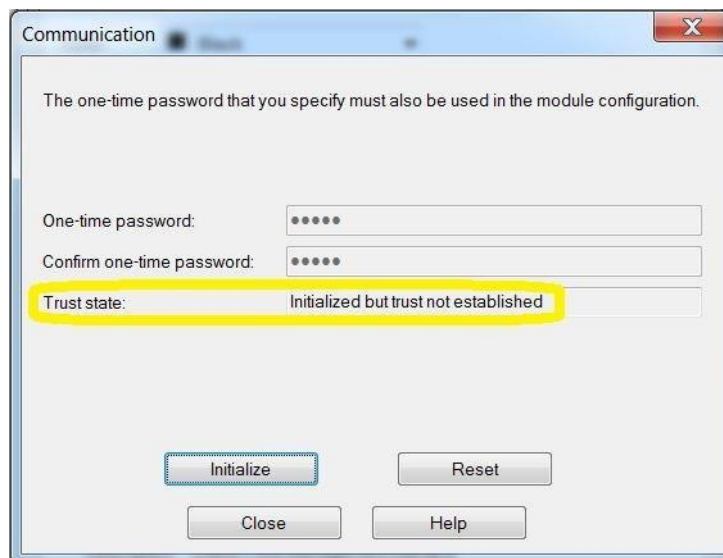 Communication
The one-time password that you specify must also be used in the module configuration.
One-time password: •••••
Confirm one-time password: •••••
Trust state: Initialized but trust not established
Initialize Reset
Close Help